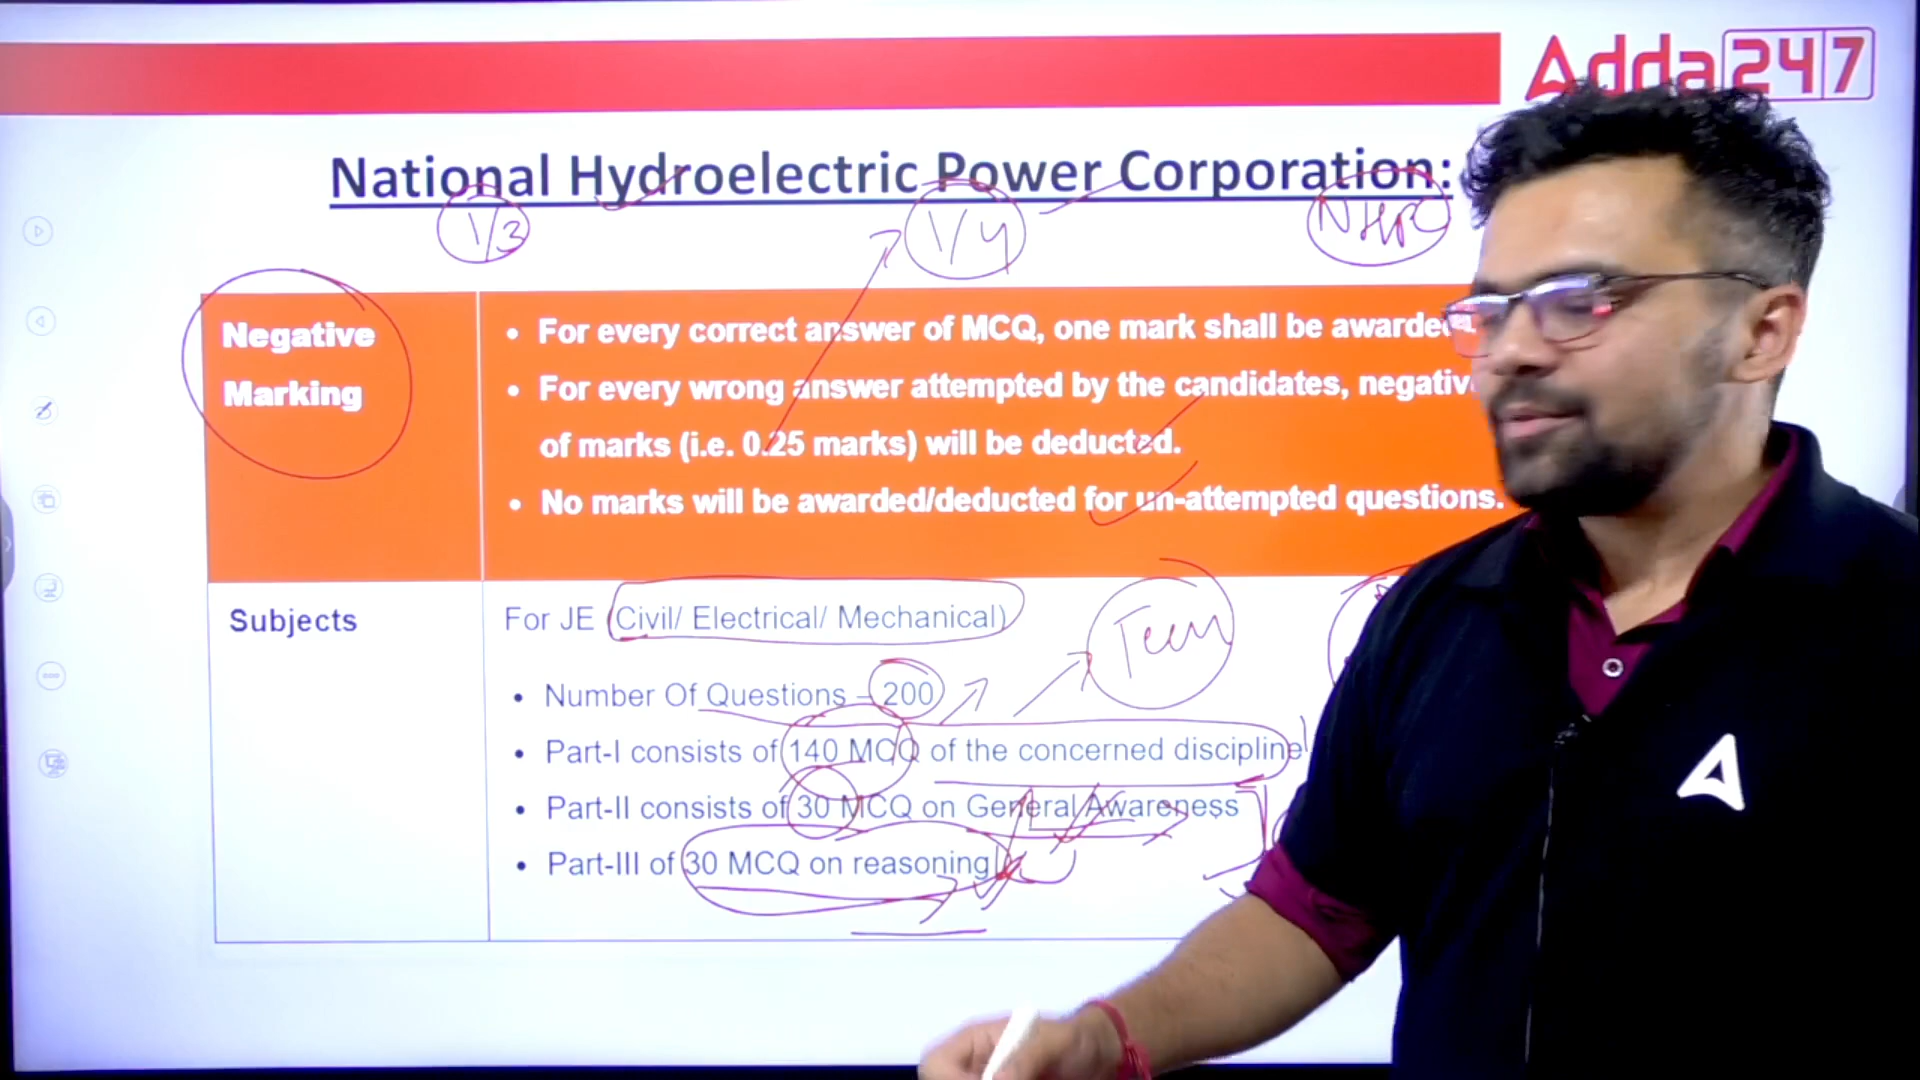 Adda247
National Hydroelectric Power Corporation:
1/3
1/4
NHPC
Negative
Marking
• For every correct answer of MCQ, one mark shall be awarded.
• For every wrong answer attempted by the candidates,
of marks (i.e. 0.25 marks) will be deducted.
• No marks will be awarded/deducted for un-attempted questions.
Subjects
For JE (Civil/ Electrical/ Mechanical)
• Number Of Questions – 200
• Part-I consists of 140 MCQ of the concerned discipline
• Part-II consists of 30 MCQ on General Awareness
• Part-III of 30 MCQ on reasoning